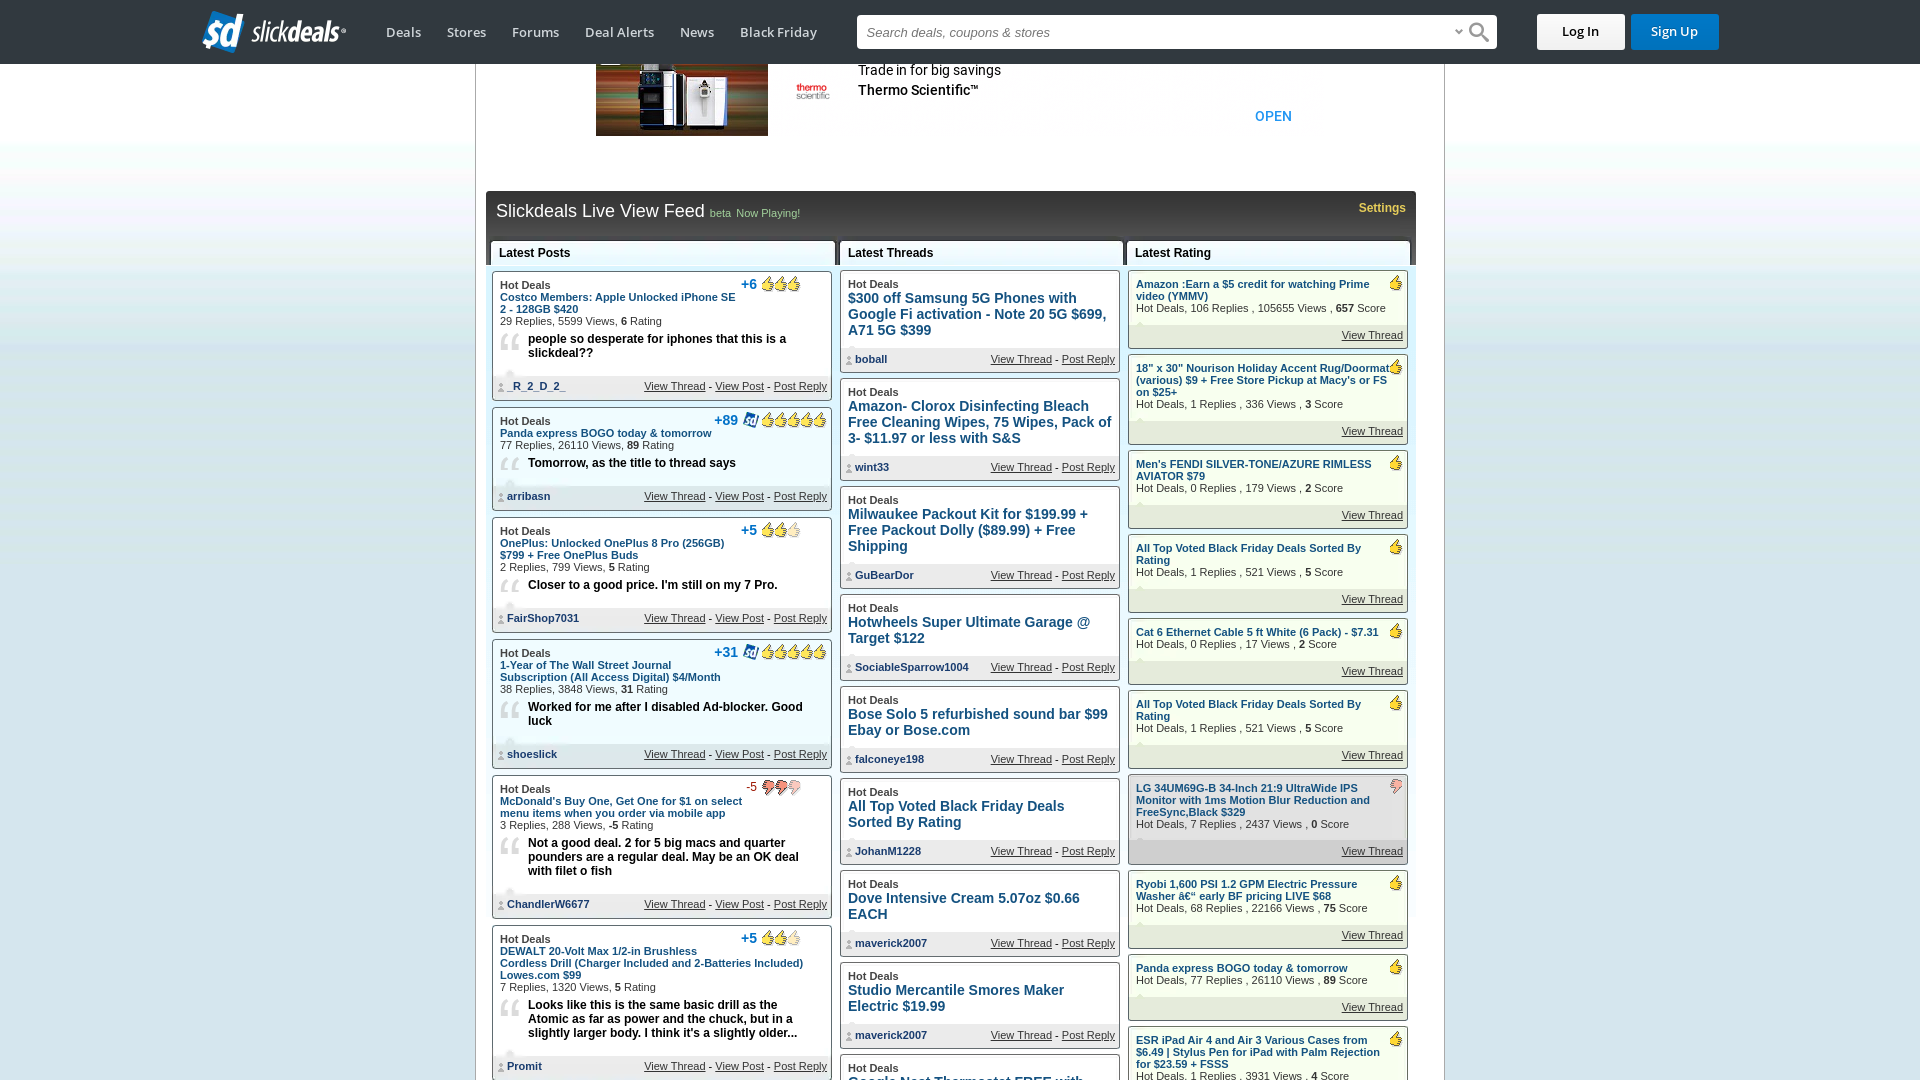 slickdeals
Deals Stores Forums Deal Alerts News Black Friday
Search deals, coupons & stores
Log In
Sign Up
Trade in for big savings
Thermo Scientific™
thermo
scientific
OPEN
Slickdeals Live View Feed beta Now Playing!
Settings
Latest Posts
Hot Deals
+6
Costco Members: Apple Unlocked iPhone SE
2 - 128GB $420
29 Replies, 5599 Views, 6 Rating
people so desperate for iphones that this is a
slickdeal??
_R_2_D_2_ View Thread - View Post - Post Reply
Hot Deals
+89
Panda express BOGO today & tomorrow
77 Replies, 26110 Views, 89 Rating
Tomorrow, as the title to thread says
arribasn View Thread - View Post - Post Reply
Hot Deals
+5
OnePlus: Unlocked OnePlus 8 Pro (256GB)
$799 + Free OnePlus Buds
2 Replies, 799 Views, 5 Rating
Closer to a good price. I'm still on my 7 Pro.
FairShop7031 View Thread - View Post - Post Reply
Hot Deals
+31
1-Year of The Wall Street Journal
Subscription (All Access Digital) $4/Month
38 Replies, 3848 Views, 31 Rating
Worked for me after I disabled Ad-blocker. Good
luck
shoeslick View Thread - View Post - Post Reply
Hot Deals
-5
McDonald's Buy One, Get One for $1 on select
menu items when you order via mobile app
3 Replies, 288 Views, -5 Rating
Not a good deal. 2 for 5 big macs and quarter
pounders are a regular deal. May be an OK deal
with filet o fish
ChandlerW6677 View Thread - View Post - Post Reply
Hot Deals
+5
DEWALT 20-Volt Max 1/2-in Brushless
Cordless Drill (Charger Included and 2-Batteries Included)
Lowes.com $99
7 Replies, 1320 Views, 5 Rating
Looks like this is the same basic drill as the
Atomic as far as power and the chuck, but in a
slightly larger body. I think it's a slightly older...
Promit View Thread - View Post - Post Reply
Latest Threads
Hot Deals
$300 off Samsung 5G Phones with
Google Fi activation - Note 20 5G $699,
A71 5G $399
boball View Thread - Post Reply
Hot Deals
Amazon- Clorox Disinfecting Bleach
Free Cleaning Wipes, 75 Wipes, Pack of
3- $11.97 or less with S&S
wint33 View Thread - Post Reply
Hot Deals
Milwaukee Packout Kit for $199.99 +
Free Packout Dolly ($89.99) + Free
Shipping
GuBearDor View Thread - Post Reply
Hot Deals
Hotwheels Super Ultimate Garage @
Target $122
SociableSparrow1004 View Thread - Post Reply
Hot Deals
Bose Solo 5 refurbished sound bar $99
Ebay or Bose.com
falconeye198 View Thread - Post Reply
Hot Deals
All Top Voted Black Friday Deals
Sorted By Rating
JohanM1228 View Thread - Post Reply
Hot Deals
Dove Intensive Cream 5.07oz $0.66
EACH
maverick2007 View Thread - Post Reply
Hot Deals
Studio Mercantile Smores Maker
Electric $19.99
maverick2007 View Thread - Post Reply
Hot Deals
Google Nest Thermostat FREE with
Latest Rating
Amazon :Earn a $5 credit for watching Prime
video (YMMV)
Hot Deals, 106 Replies , 105655 Views , 657 Score
View Thread
18" x 30" Nourison Holiday Accent Rug/Doormat
(various) $9 + Free Store Pickup at Macy's or FS
on $25+
Hot Deals, 1 Replies , 336 Views , 3 Score
View Thread
Men's FENDI SILVER-TONE/AZURE RIMLESS
AVIATOR $79
Hot Deals, 0 Replies , 179 Views , 2 Score
View Thread
All Top Voted Black Friday Deals Sorted By
Rating
Hot Deals, 1 Replies , 521 Views , 5 Score
View Thread
Cat 6 Ethernet Cable 5 ft White (6 Pack) - $7.31
Hot Deals, 0 Replies , 17 Views , 2 Score
View Thread
All Top Voted Black Friday Deals Sorted By
Rating
Hot Deals, 1 Replies , 521 Views , 5 Score
View Thread
LG 34UM69G-B 34-Inch 21:9 UltraWide IPS
Monitor with 1ms Motion Blur Reduction and
FreeSync,Black $329
Hot Deals, 7 Replies , 2437 Views , 0 Score
View Thread
Ryobi 1,600 PSI 1.2 GPM Electric Pressure
Washer â€“ early BF pricing LIVE $68
Hot Deals, 68 Replies , 22166 Views , 75 Score
View Thread
Panda express BOGO today & tomorrow
Hot Deals, 77 Replies , 26110 Views , 89 Score
View Thread
ESR iPad Air 4 and Air 3 Various Cases from
$6.49 | Stylus Pen for iPad with Palm Rejection
for $23.59 + FSSS
Hot Deals, 1 Replies , 3931 Views , 4 Score